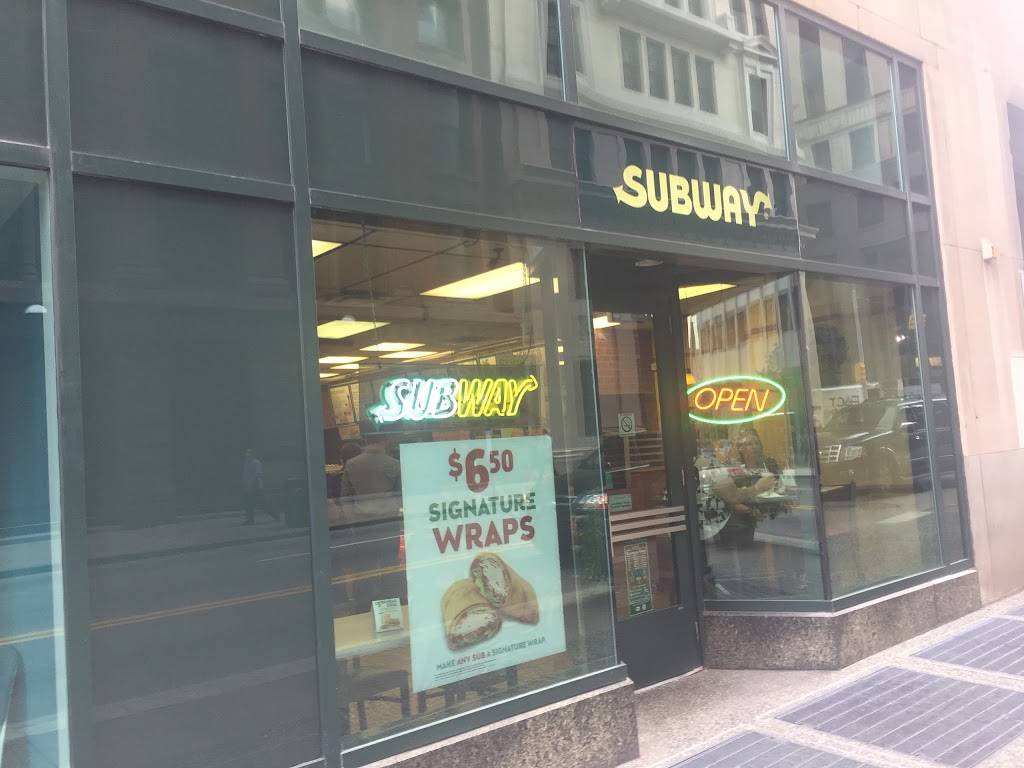 SUBWAY
SUBWAY
OPEN
$6.50
SIGNATURE
WRAPS
MAKE ANY SUB A SIGNATURE WRAP